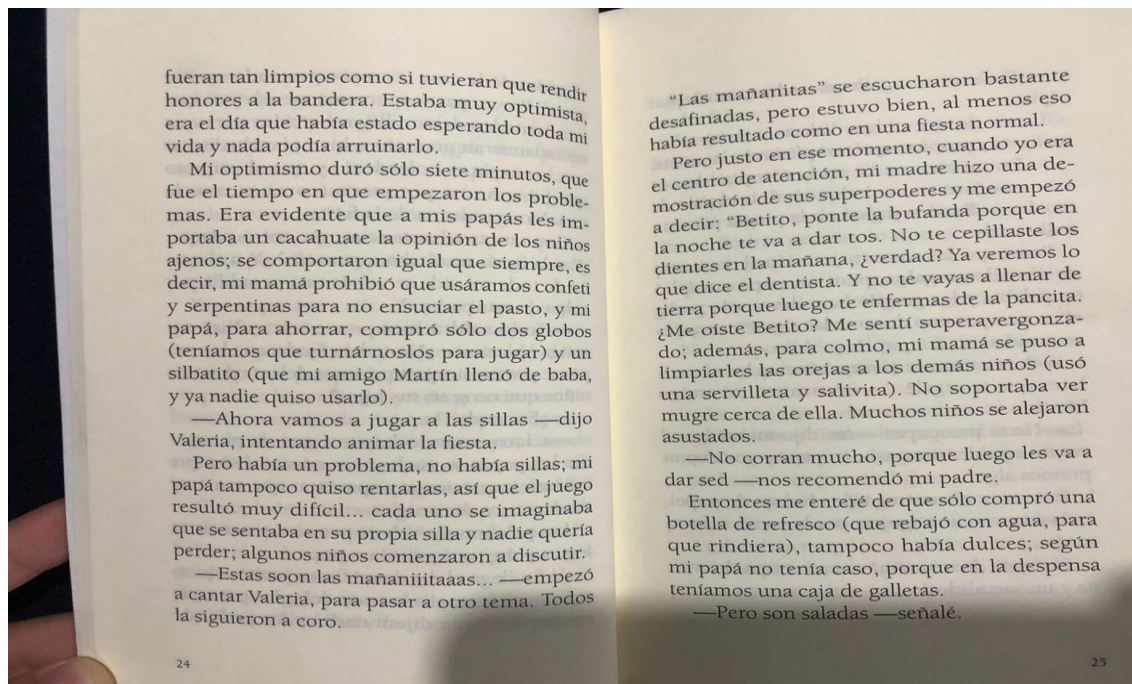 fueran tan limpios como si tuvieran que rendir
honores a la bandera. Estaba muy optimista,
era el día que había estado esperando toda mi
vida y nada podía arruinarlo.
Mi optimismo duró sólo siete minutos, que
fue el tiempo en que empezaron los proble-
mas. Era evidente que a mis papás les im-
portaba un cacahuate la opinión de los niños
ajenos; se comportaron igual que siempre, es
decir, mi mamá prohibió que usáramos confeti
y serpentinas para no ensuciar el pasto, y mi
papá, para ahorrar, compró sólo dos globos
(teníamos que turnárnoslos para jugar) y un
silbatito (que mi amigo Martín llenó de baba,
y ya nadie quiso usarlo).
—Ahora vamos a jugar a las sillas —dijo
Valeria, intentando animar la fiesta.
Pero había un problema, no había sillas; mi
papá tampoco quiso rentarlas, así que el juego
resultó muy difícil... cada uno se imaginaba
que se sentaba en su propia silla y nadie quería
perder; algunos niños comenzaron a discutir.
—Estas soon las mañaniiitaaas... —empezó
a cantar Valeria, para pasar a otro tema. Todos
la siguieron a coro.
24
“Las mañanitas” se escucharon bastante
desafinadas, pero estuvo bien, al menos eso
había resultado como en una fiesta normal.
Pero justo en ese momento, cuando yo era
el centro de atención, mi madre hizo una de-
mostración de sus superpoderes y me empezó
a decir: “Betito, ponte la bufanda porque en
la noche te va a dar tos. No te cepillaste los
dientes en la mañana, ¿verdad? Ya veremos lo
que dice el dentista. Y no te vayas a llenar de
tierra porque luego te enfermas de la pancita.
¿Me oíste Betito? Me sentí superavergonza-
do; además, para colmo, mi mamá se puso a
limpiarles las orejas a los demás niños (usó
una servilleta y salivita). No soportaba ver
mugre cerca de ella. Muchos niños se alejaron
asustados.
—No corran mucho, porque luego les va a
dar sed —nos recomendó mi padre.
Entonces me enteré de que sólo compró una
botella de refresco (que rebajó con agua, para
que rindiera), tampoco había dulces; según
mi papá no tenía caso, porque en la despensa
teníamos una caja de galletas.
—Pero son saladas —señalé.
25